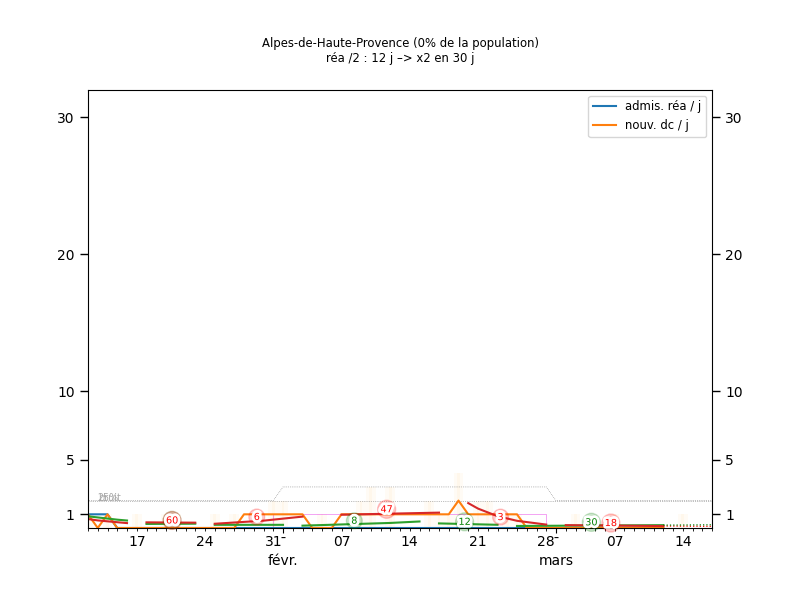 Alpes-de-Haute-Provence (0% de la population)
réa /2 : 12 j –> x2 en 30 j
admis. réa / j
nouv. dc / j
30 30
20 20
10 10
5 5
1 1
60 6 8 47 12 3 30 18
17 24 31- 07 14 21 28- 07 14
févr. mars